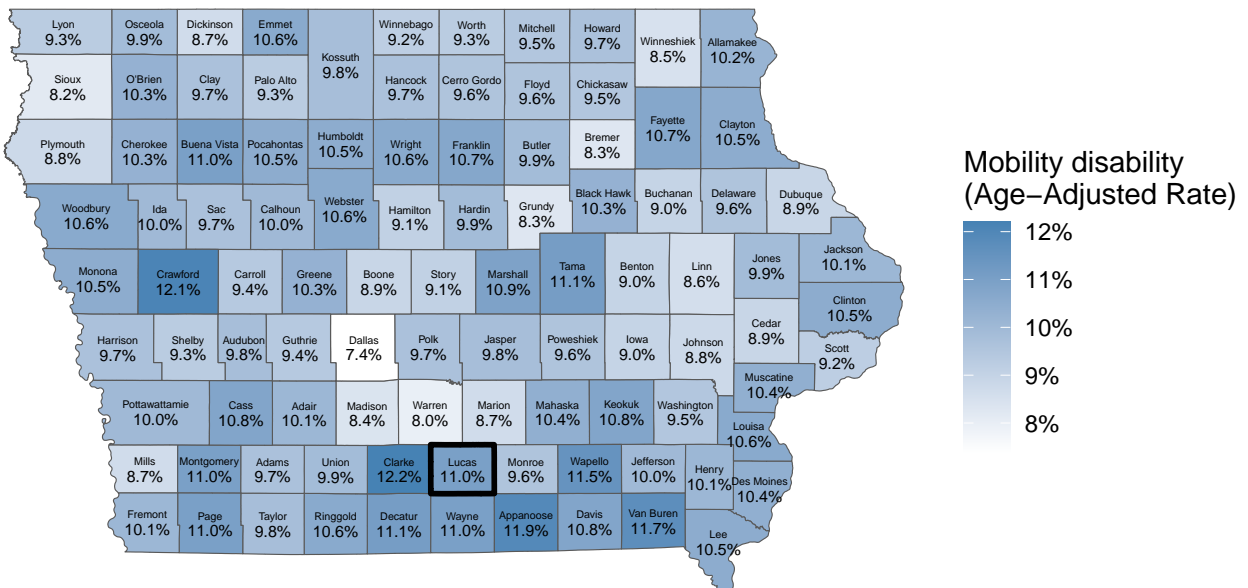 Lyon Osceola Dickinson Emmet Winnebago Worth Mitchell Howard
9.3% 9.9% 8.7% 10.6% 9.2% 9.3% 9.5% 9.7%
Kossuth Winneshiek Allamakee
9.8% 8.5% 10.2%
Sioux O'Brien Clay Palo Alto Hancock Cerro Gordo Floyd Chickasaw
8.2% 10.3% 9.7% 9.3% 9.7% 9.6% 9.6% 9.5%
Plymouth Cherokee Buena Vista Pocahontas Humboldt Wright Franklin Butler Bremer Fayette Clayton
8.8% 10.3% 11.0% 10.5% 10.5% 10.6% 10.7% 9.9% 8.3% 10.7% 10.5%
Mobility disability
(Age−Adjusted Rate)
12%
11%
10%
9%
8%
Woodbury Ida Sac Calhoun Webster Hamilton Hardin Grundy Black Hawk Buchanan Delaware Dubuque
10.6% 10.0% 9.7% 10.0% 10.6% 9.1% 9.9% 8.3% 10.3% 9.0% 9.6% 8.9%
Monona Crawford Carroll Greene Boone Story Marshall Tama Benton Linn Jones Jackson
10.5% 12.1% 9.4% 10.3% 8.9% 9.1% 10.9% 11.1% 9.0% 8.6% 9.9% 10.1%
Clinton
10.5%
Harrison Shelby Audubon Guthrie Dallas Polk Jasper Poweshiek Iowa Johnson Cedar Scott
9.7% 9.3% 9.8% 9.4% 7.4% 9.7% 9.8% 9.6% 9.0% 8.8% 8.9% 9.2%
Muscatine
10.4%
Pottawattamie Cass Adair Madison Warren Marion Mahaska Keokuk Washington Louisa
10.0% 10.8% 10.1% 8.4% 8.0% 8.7% 10.4% 10.8% 9.5% 10.6%
Mills Montgomery Adams Union Clarke Lucas Monroe Wapello Jefferson Henry Des Moines
8.7% 11.0% 9.7% 9.9% 12.2% 11.0% 9.6% 11.5% 10.0% 10.1% 10.4%
Fremont Page Taylor Ringgold Decatur Wayne Appanoose Davis Van Buren Lee
10.1% 11.0% 9.8% 10.6% 11.1% 11.0% 11.9% 10.8% 11.7% 10.5%